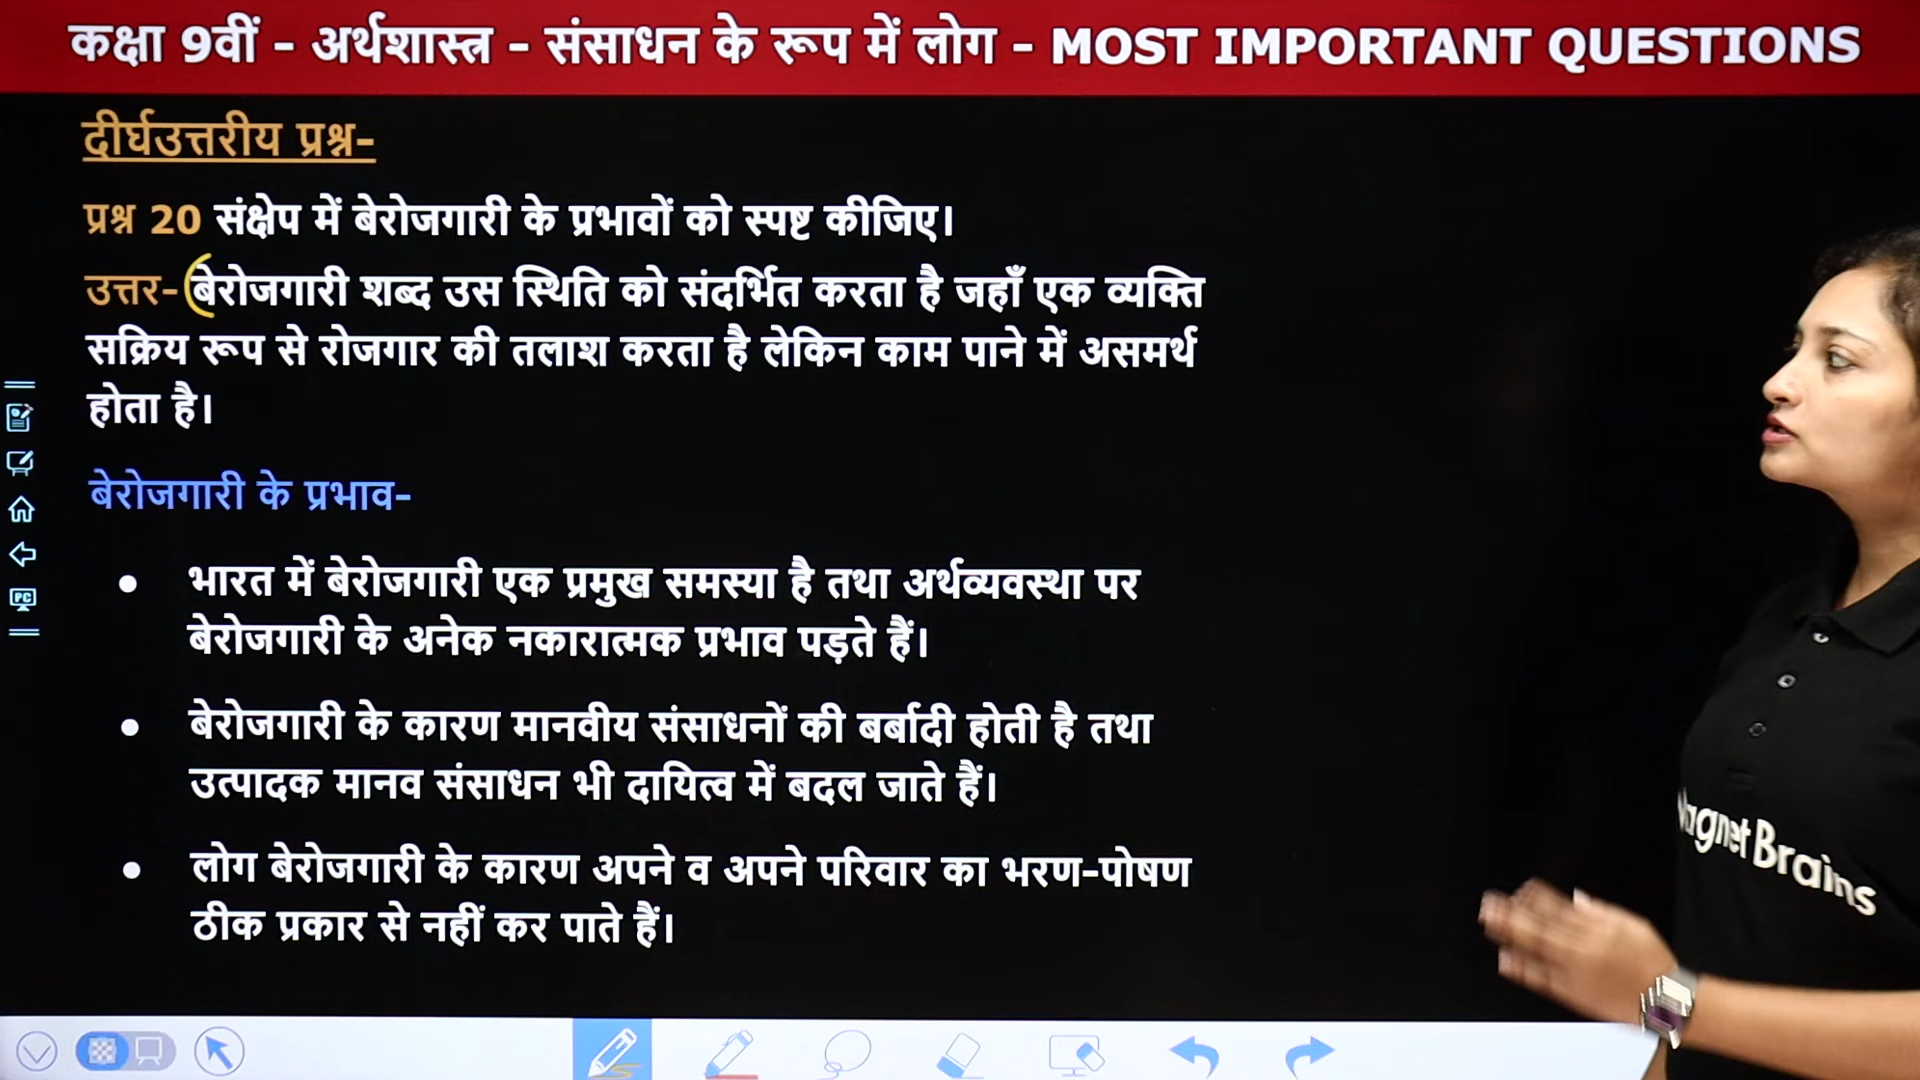 कक्षा 9वीं - अर्थशास्त्र - संसाधन के रूप में लोग - MOST IMPORTANT QUESTIONS
दीर्घउत्तरीय प्रश्न-
प्रश्न 20 संक्षेप में बेरोजगारी के प्रभावों को स्पष्ट कीजिए।
उत्तर- बेरोजगारी शब्द उस स्थिति को संदर्भित करता है जहाँ एक व्यक्ति
सक्रिय रूप से रोजगार की तलाश करता है लेकिन काम पाने में असमर्थ
होता है।
बेरोजगारी के प्रभाव-
• भारत में बेरोजगारी एक प्रमुख समस्या है तथा अर्थव्यवस्था पर
बेरोजगारी के अनेक नकारात्मक प्रभाव पड़ते हैं।
• बेरोजगारी के कारण मानवीय संसाधनों की बर्बादी होती है तथा
उत्पादक मानव संसाधन भी दायित्व में बदल जाते हैं।
• लोग बेरोजगारी के कारण अपने व अपने परिवार का भरण-पोषण
ठीक प्रकार से नहीं कर पाते हैं।
PC
Magnet Brains